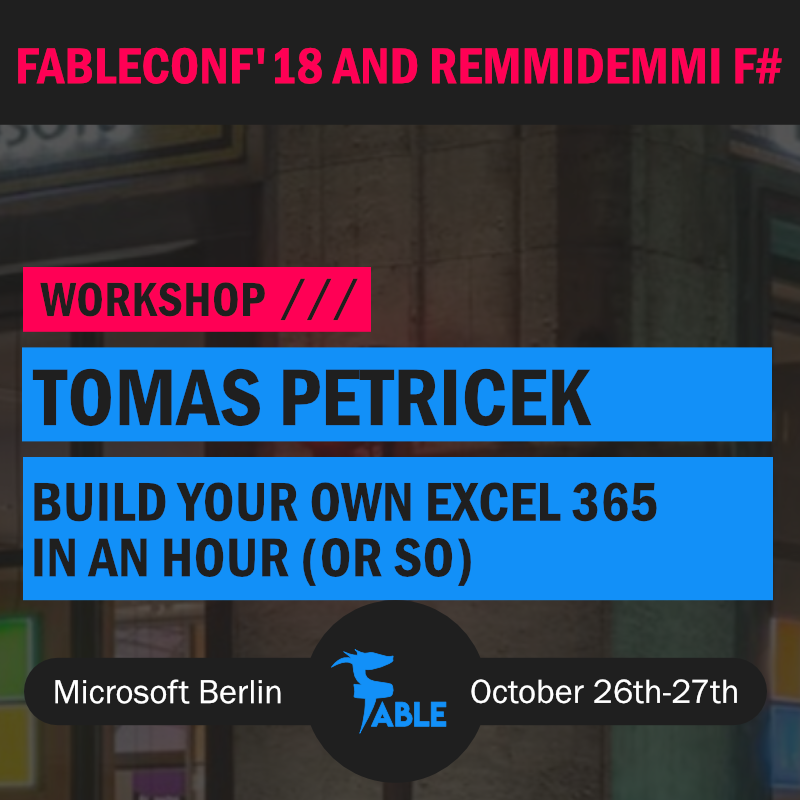 FABLECONF'18 AND REMMIDEMMI F#
WORKSHOP ///
TOMAS PETRICEK
BUILD YOUR OWN EXCEL 365
IN AN HOUR (OR SO)
Microsoft Berlin
FABLE
October 26th-27th